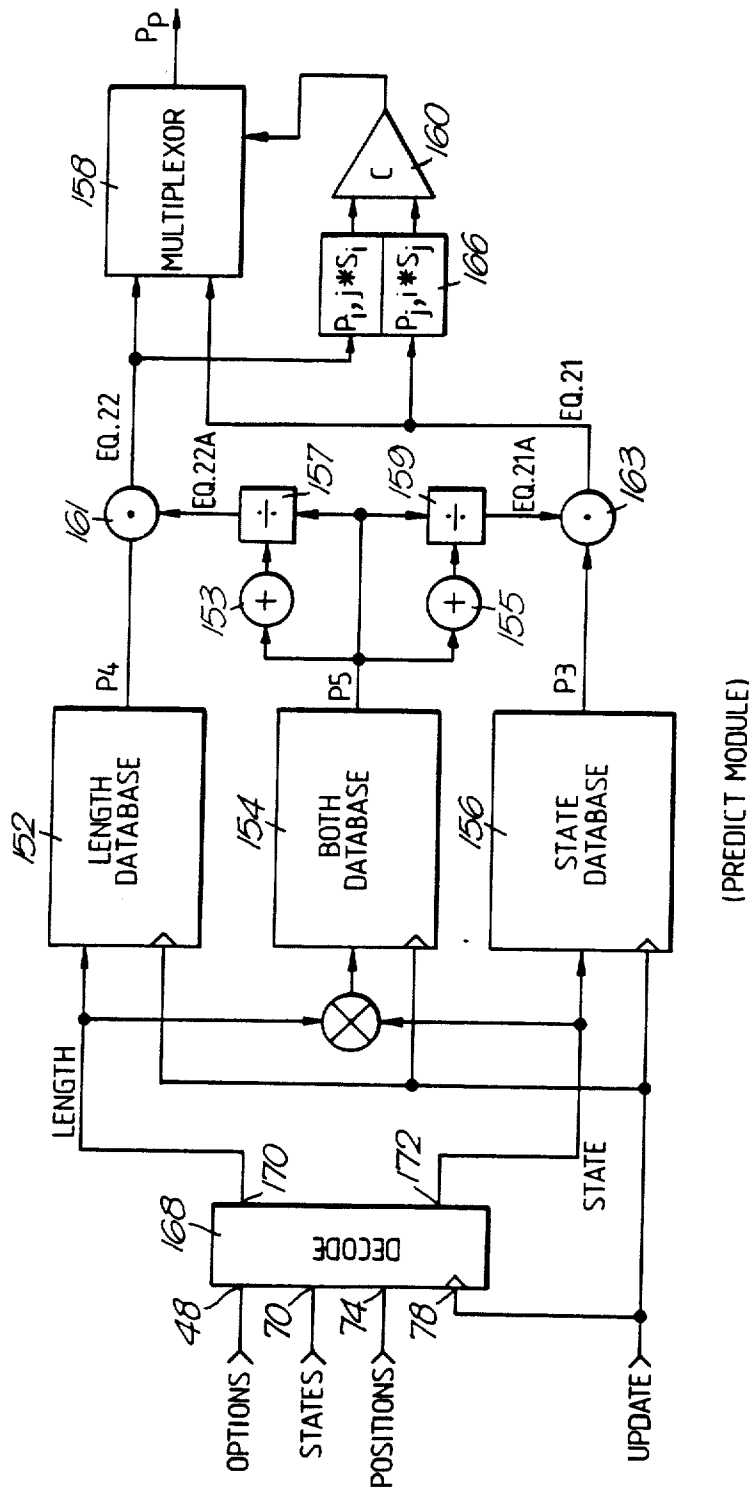 OPTIONS
STATES
POSITIONS
UPDATE
48
70
74
78
168
DECODE
170
172
LENGTH
STATE
152
LENGTH
DATABASE
154
BOTH
DATABASE
156
STATE
DATABASE
P4
P5
P3
153
+
155
+
157
÷
159
÷
161
163
EQ.22
EQ.22A
EQ.21A
EQ.21
158
MULTIPLEXOR
Pi,j*Si
Pj,i*Sj
166
C
160
PP
(PREDICT MODULE)